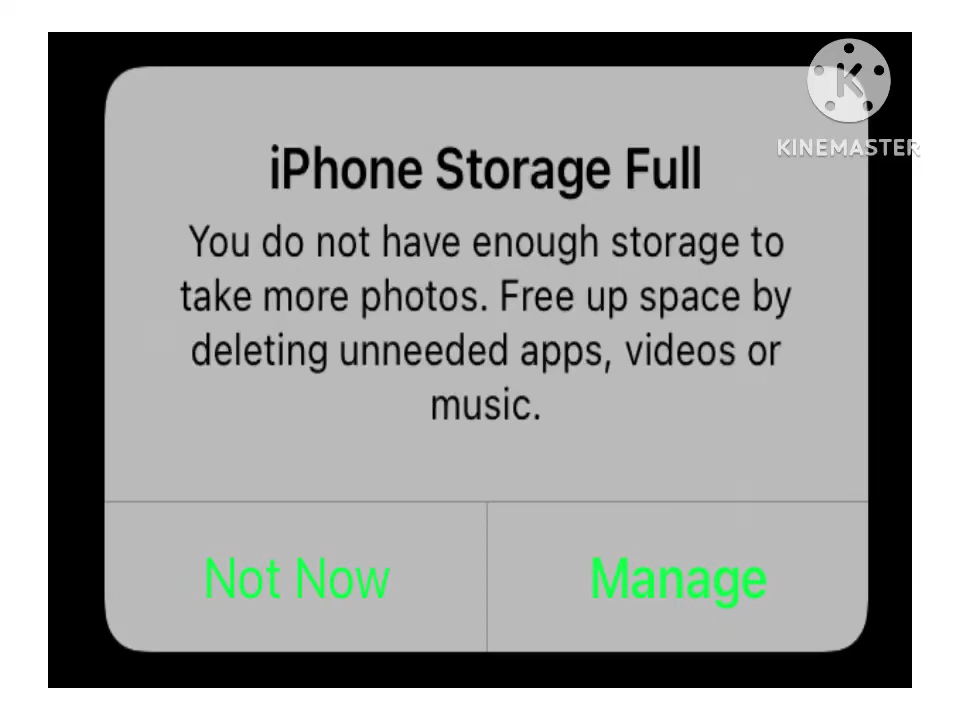 KINEMASTER
iPhone Storage Full
You do not have enough storage to
take more photos. Free up space by
deleting unneeded apps, videos or
music.
Not Now
Manage